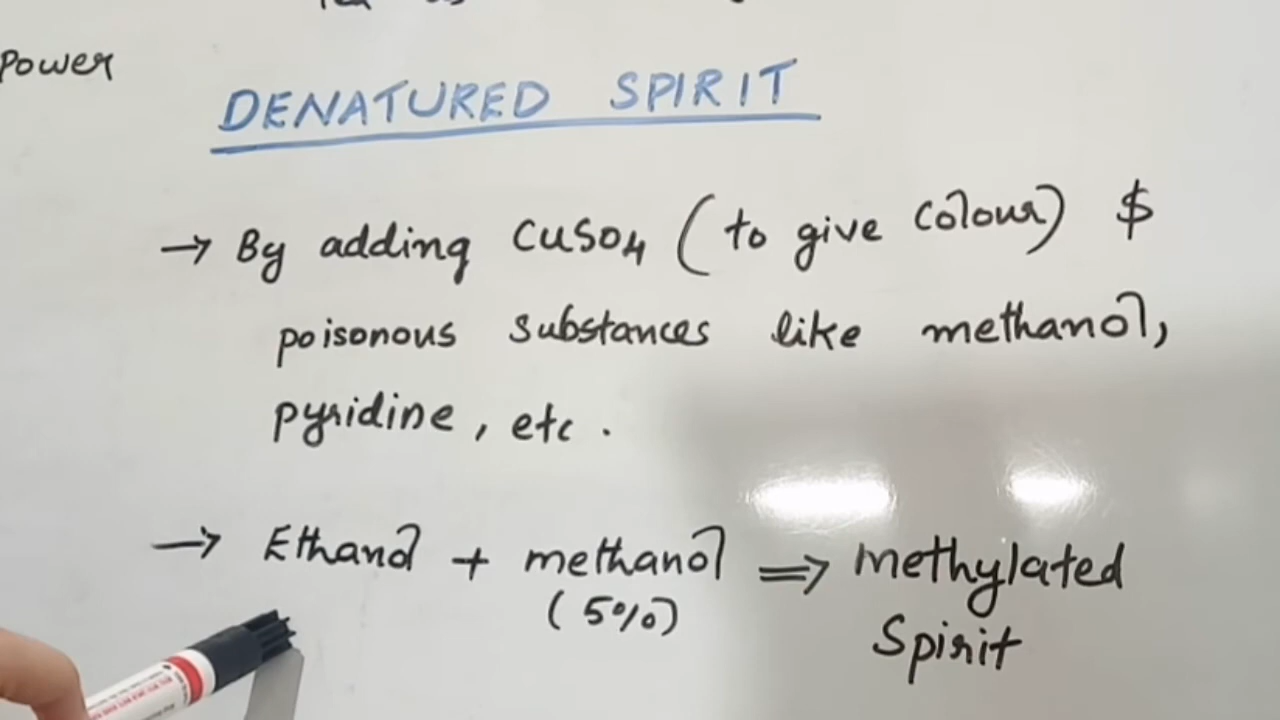 Power
DENATURED SPIRIT
→ By adding CuSO4 (to give colour) $
poisonous substances like methanol,
pyridine, etc.
→ Ethanol + methanol ⇒ Methylated
(5%)
Spirit